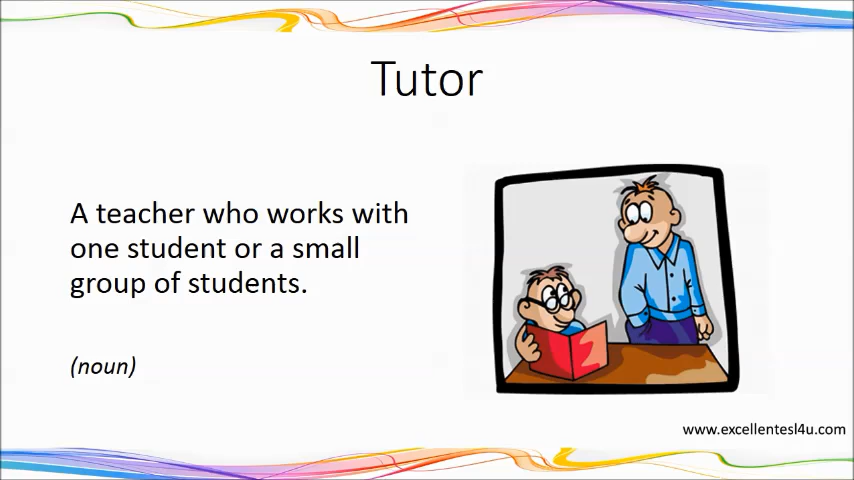 Tutor
A teacher who works with
one student or a small
group of students.
(noun)
www.excellentesl4u.com